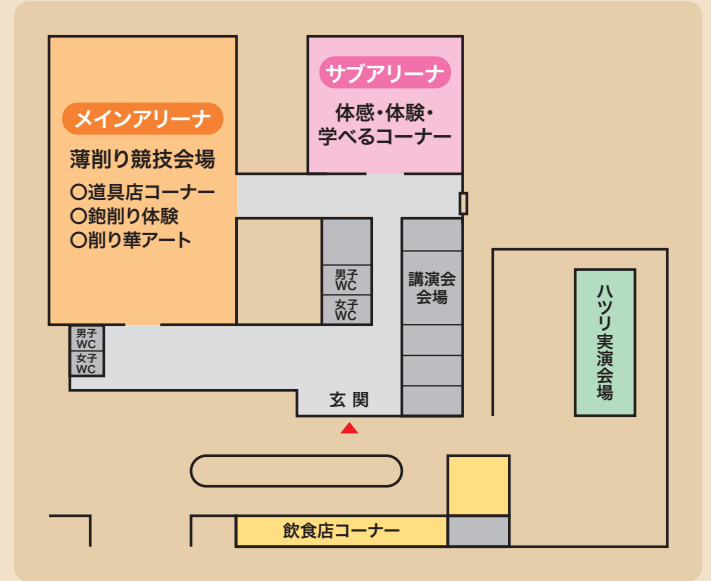 メインアリーナ
薄削り競技会場
〇道具店コーナー
〇鉋削り体験
〇削り華アート
サブアリーナ
体感・体験・
学べるコーナー
男子
WC
女子
WC
講演会
会場
男子
WC
女子
WC
玄関
ハツリ実演会場
飲食店コーナー